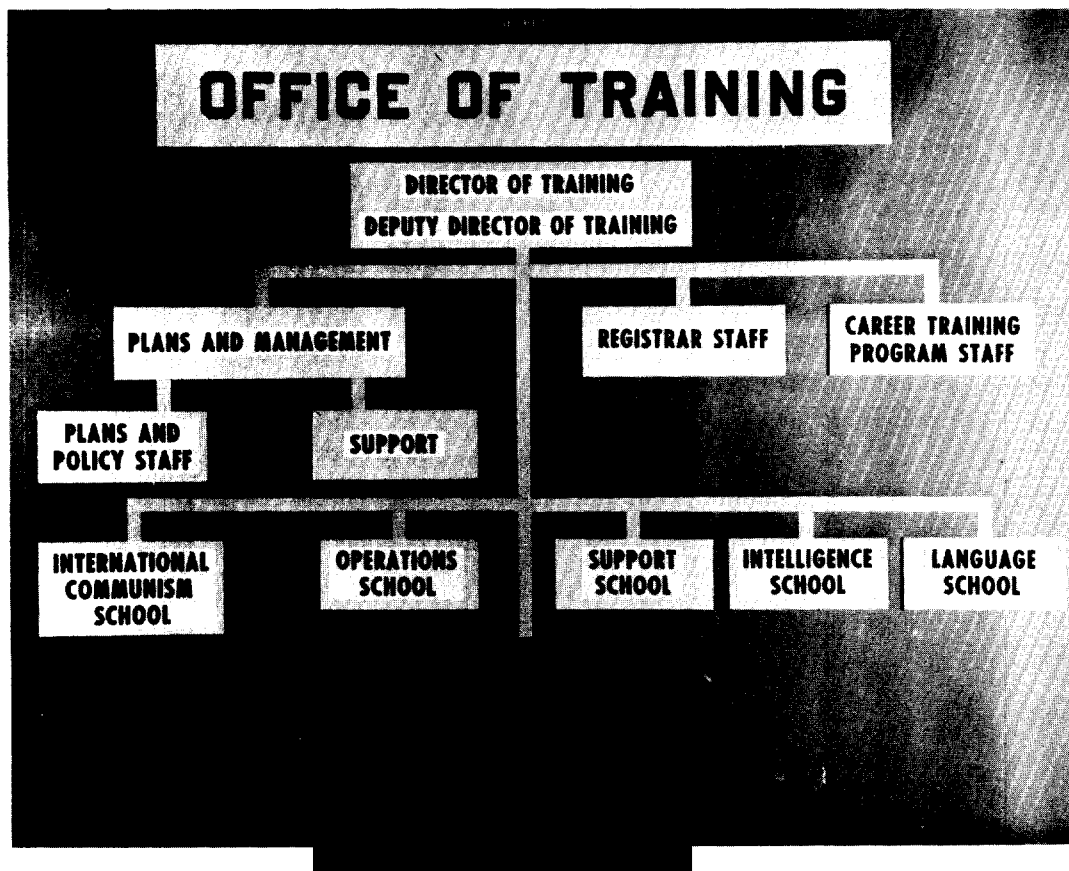 OFFICE OF TRAINING
DIRECTOR OF TRAINING
DEPUTY DIRECTOR OF TRAINING
PLANS AND MANAGEMENT
REGISTRAR STAFF
CAREER TRAINING
PROGRAM STAFF
PLANS AND
POLICY STAFF
SUPPORT
INTERNATIONAL
COMMUNISM
SCHOOL
OPERATIONS
SCHOOL
SUPPORT
SCHOOL
INTELLIGENCE
SCHOOL
LANGUAGE
SCHOOL